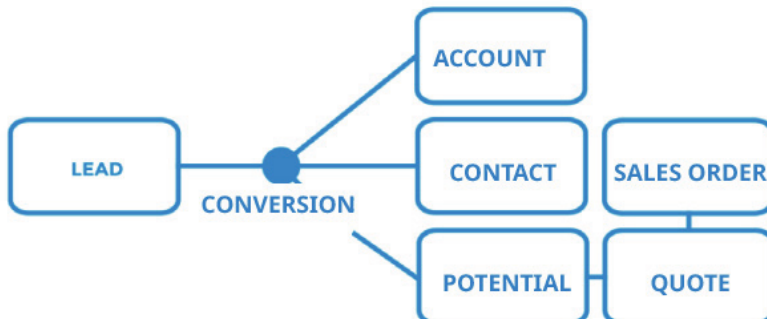 ACCOUNT
LEAD
CONTACT
SALES ORDER
CONVERSION
POTENTIAL
QUOTE